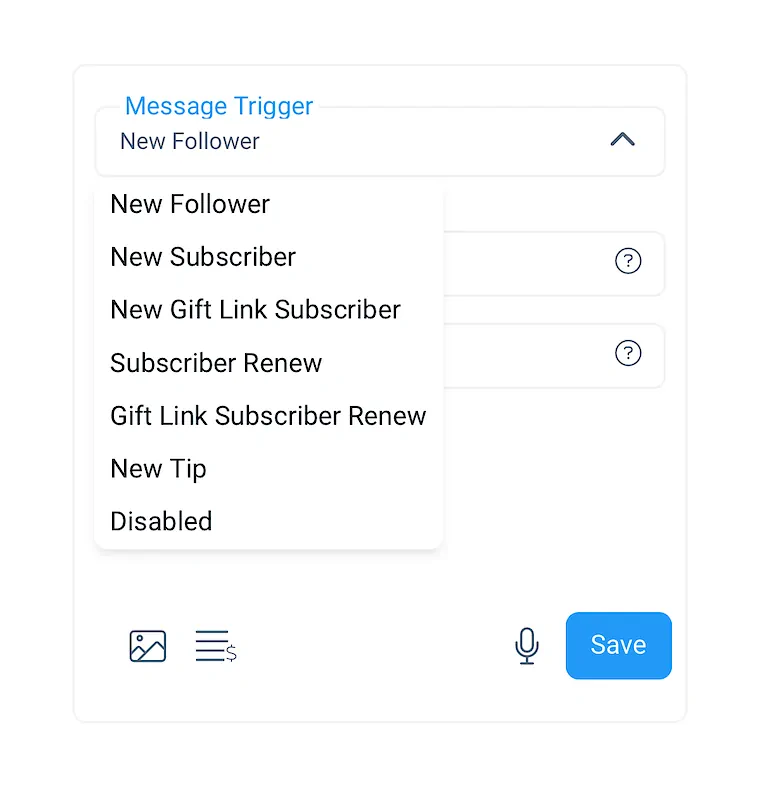 Message Trigger
New Follower
New Follower
New Subscriber
?
New Gift Link Subscriber
?
Subscriber Renew
Gift Link Subscriber Renew
New Tip
Disabled
$
Save